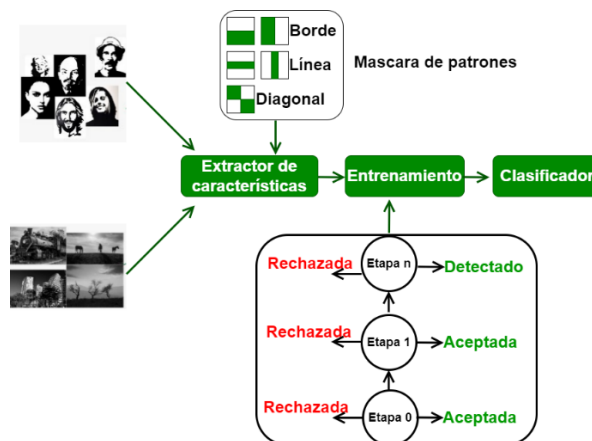 Borde
Línea
Diagonal
Mascara de patrones
Extractor de
características
Entrenamiento
Clasificador
Rechazada
Etapa n
Detectado
Rechazada
Etapa 1
Aceptada
Rechazada
Etapa 0
Aceptada